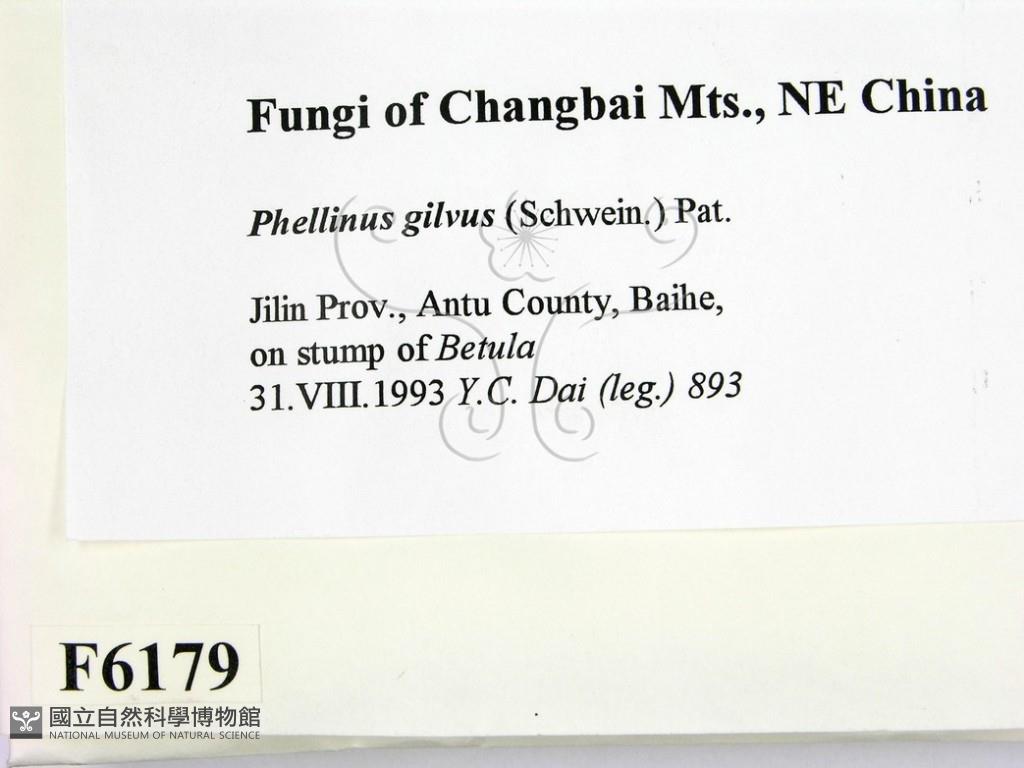 Fungi of Changbai Mts., NE China
Phellinus gilvus (Schwein.) Pat.
Jilin Prov., Antu County, Baihe,
on stump of Betula
31.VIII.1993 Y.C. Dai (leg.) 893
F6179
國立自然科學博物館
NATIONAL MUSEUM OF NATURAL SCIENCE